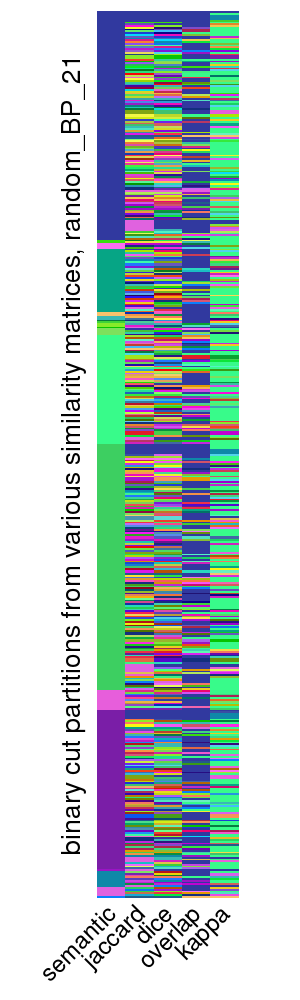 binary cut partitions from various similarity matrices, random_BP_21
semantic
jaccard
dice
overlap
kappa